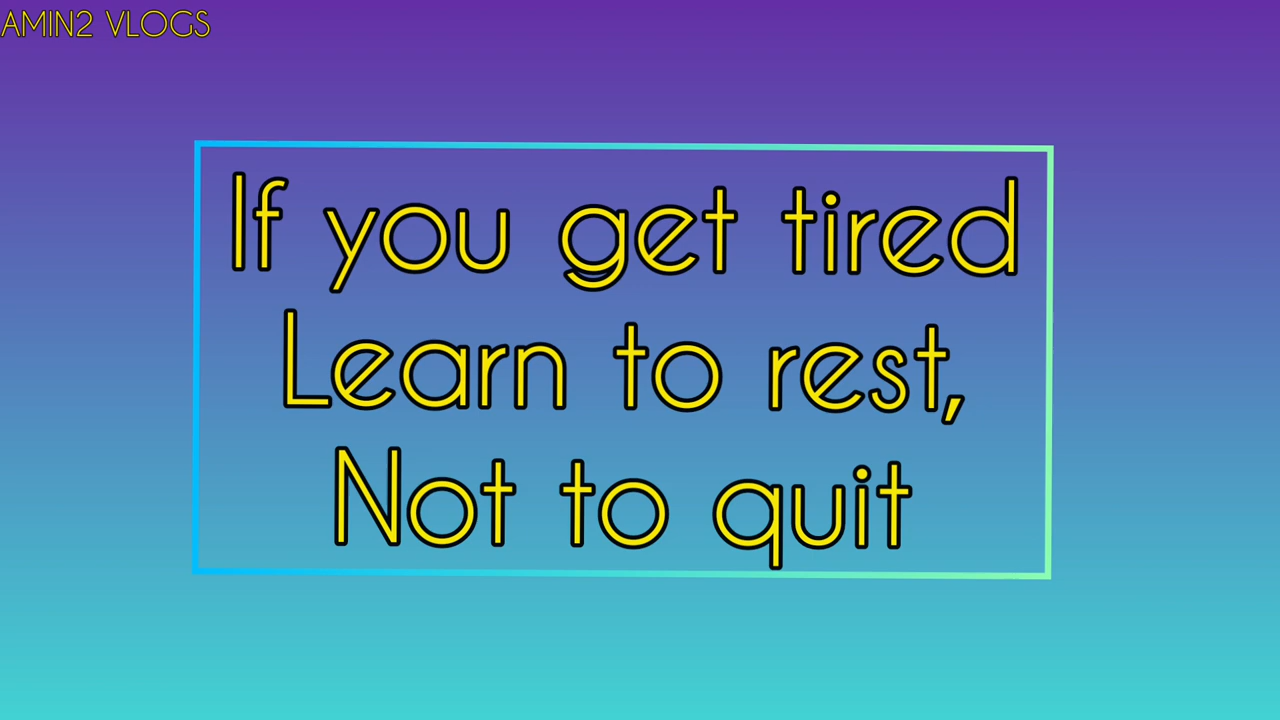 AMIN2 VLOGS
If you get tired
Learn to rest,
Not to quit